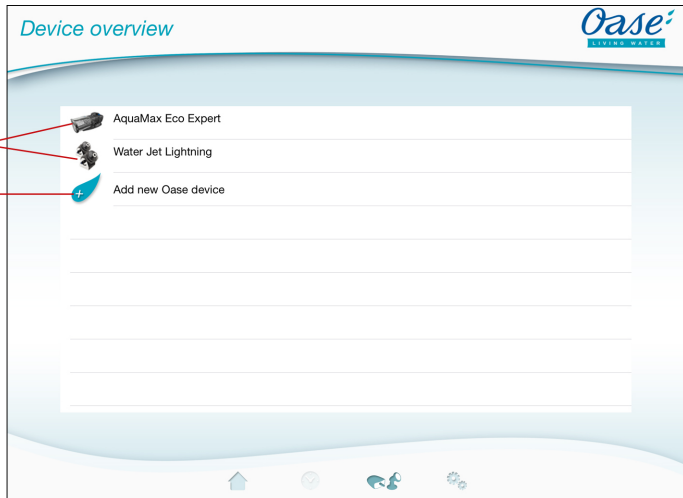 Device overview
Oase
LIVING WATER
AquaMax Eco Expert
Water Jet Lightning
Add new Oase device